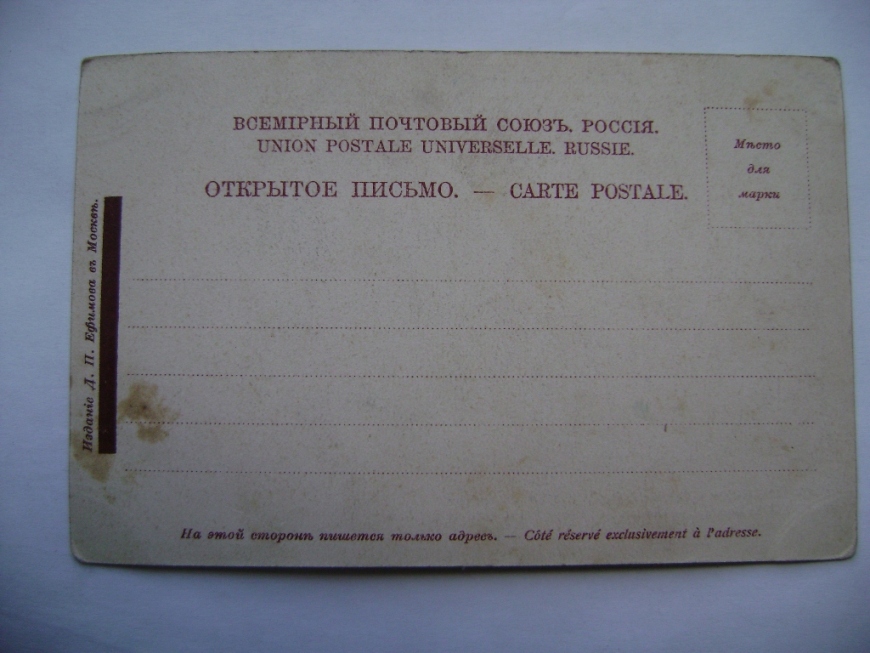 ВСЕМІРНЫЙ ПОЧТОВЫЙ СОЮЗЪ. РОССІЯ.
UNION POSTALE UNIVERSELLE. RUSSIE.
ОТКРЫТОЕ ПИСЬМО. — CARTE POSTALE.
Мѣсто
для
марки
Изданіе Д. П. Ефимова въ Москвѣ.
На этой сторонѣ пишется только адресъ. — Côté réservé exclusivement à l'adresse.